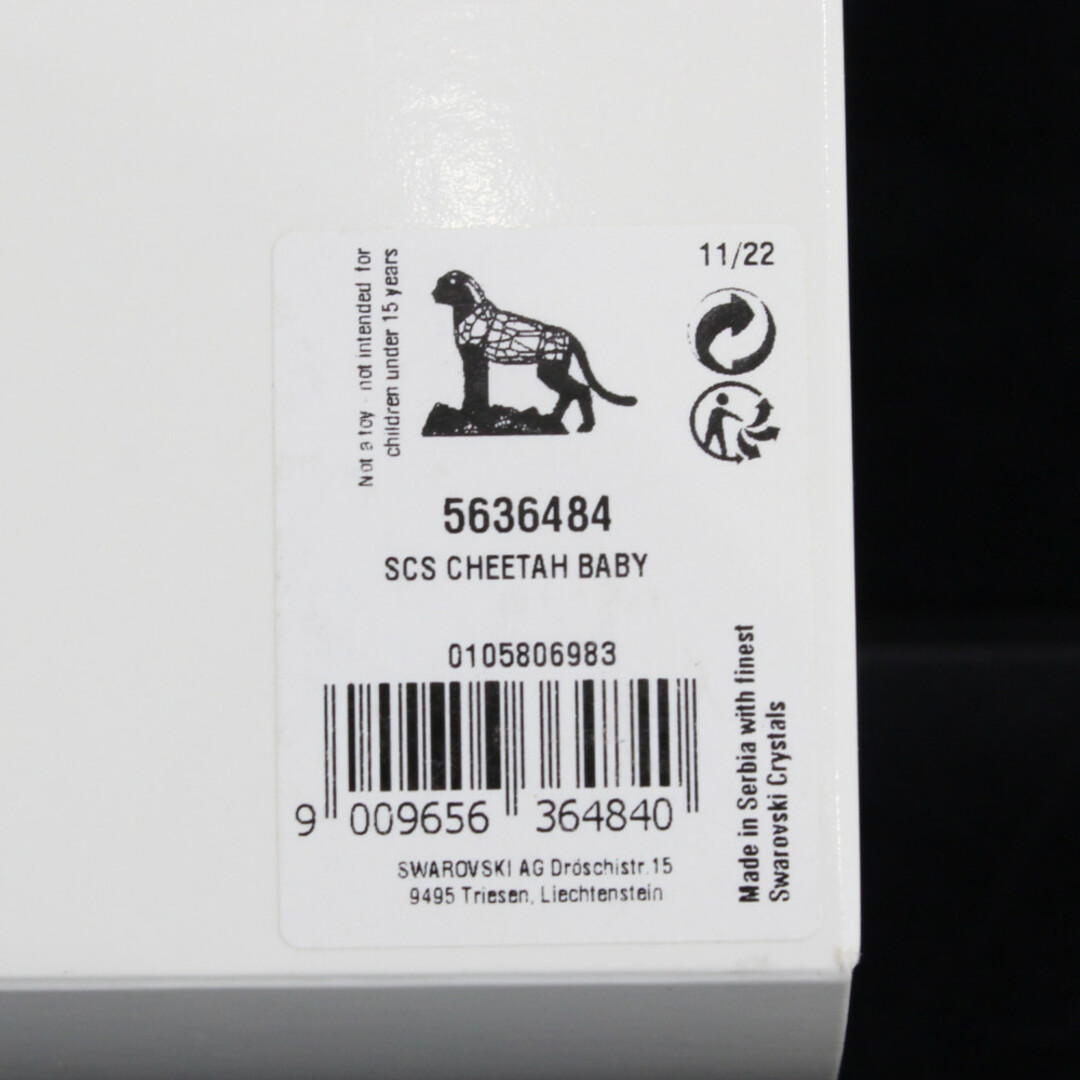 Not a toy - not intended for
children under 15 years
11/22
5636484
SCS CHEETAH BABY
0105806983
9 009656 364840
SWAROVSKI AG Dröschistr.15
9495 Triesen, Liechtenstein
Made in Serbia with finest
Swarovski Crystals